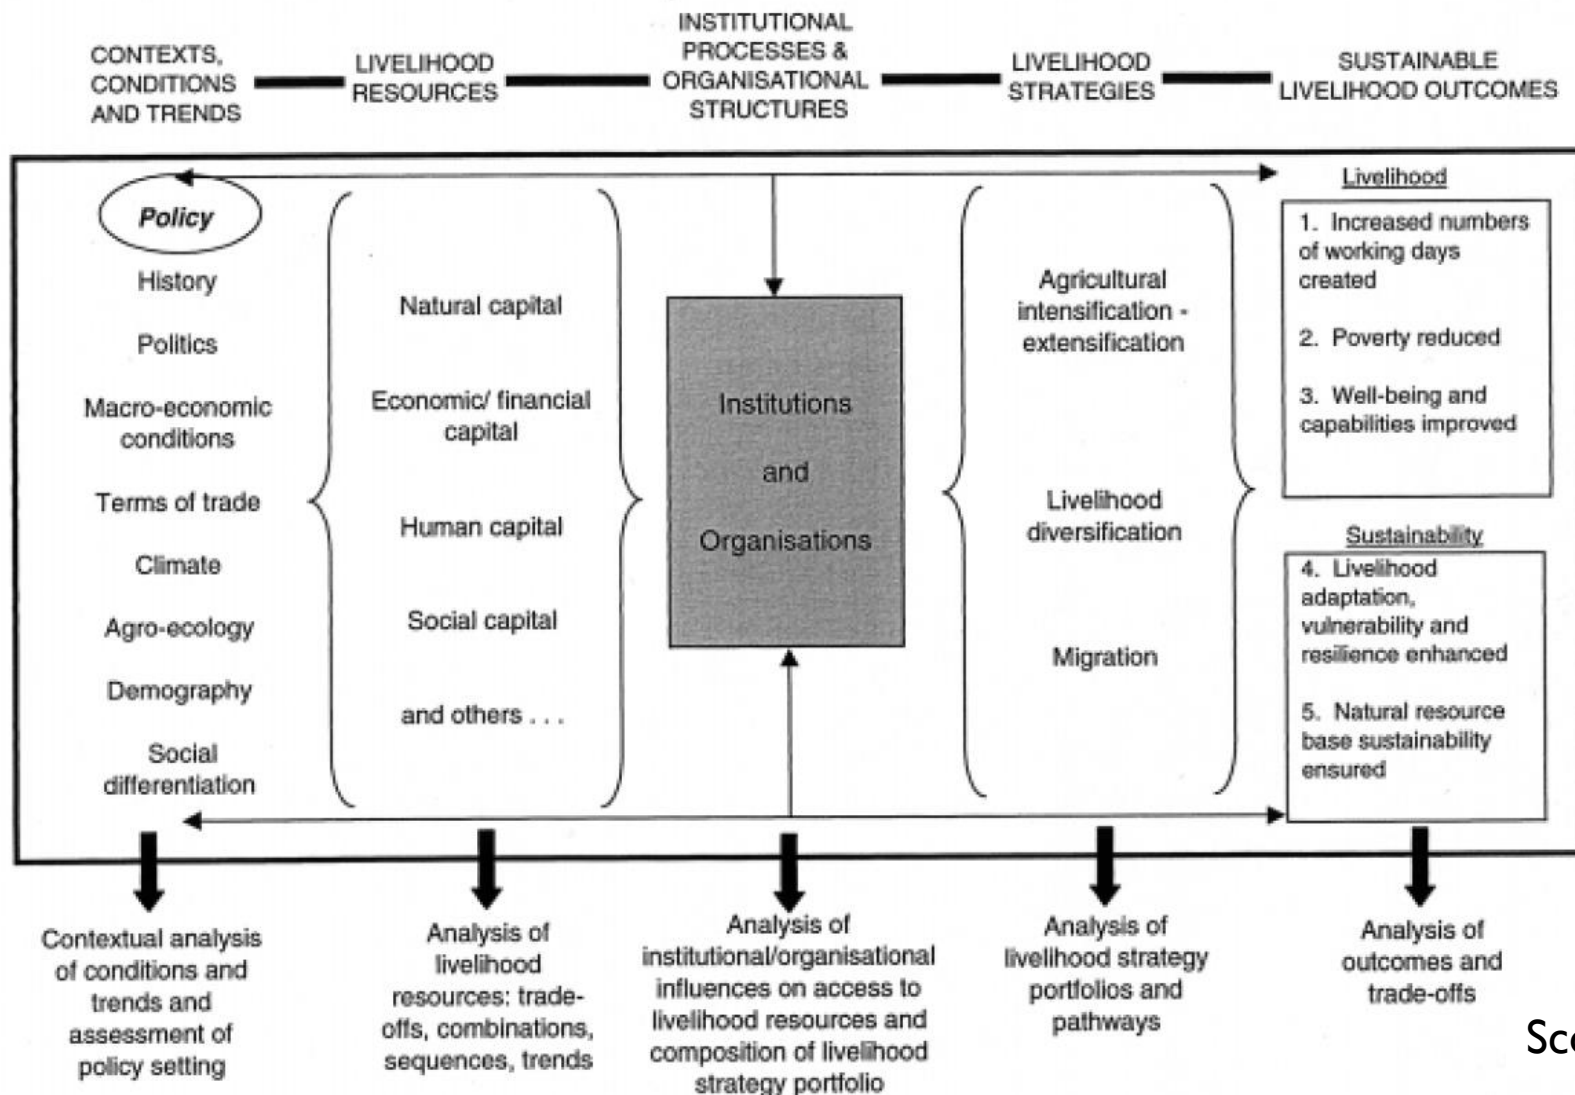 CONTEXTS,
CONDITIONS
AND TRENDS
LIVELIHOOD
RESOURCES
INSTITUTIONAL
PROCESSES &
ORGANISATIONAL
STRUCTURES
LIVELIHOOD
STRATEGIES
SUSTAINABLE
LIVELIHOOD OUTCOMES
Policy
History
Politics
Macro-economic
conditions
Terms of trade
Climate
Agro-ecology
Demography
Social
differentiation
Natural capital
Economic/ financial
capital
Human capital
Social capital
and others . . .
Institutions
and
Organisations
Agricultural
intensification -
extensification
Livelihood
diversification
Migration
Livelihood
1. Increased numbers
of working days
created
2. Poverty reduced
3. Well-being and
capabilities improved
Sustainability
4. Livelihood
adaptation,
vulnerability and
resilience enhanced
5. Natural resource
base sustainability
ensured
Contextual analysis
of conditions and
trends and
assessment of
policy setting
Analysis of
livelihood
resources: trade-
offs, combinations,
sequences, trends
Analysis of
institutional/organisational
influences on access to
livelihood resources and
composition of livelihood
strategy portfolio
Analysis of
livelihood strategy
portfolios and
pathways
Analysis of
outcomes and
trade-offs